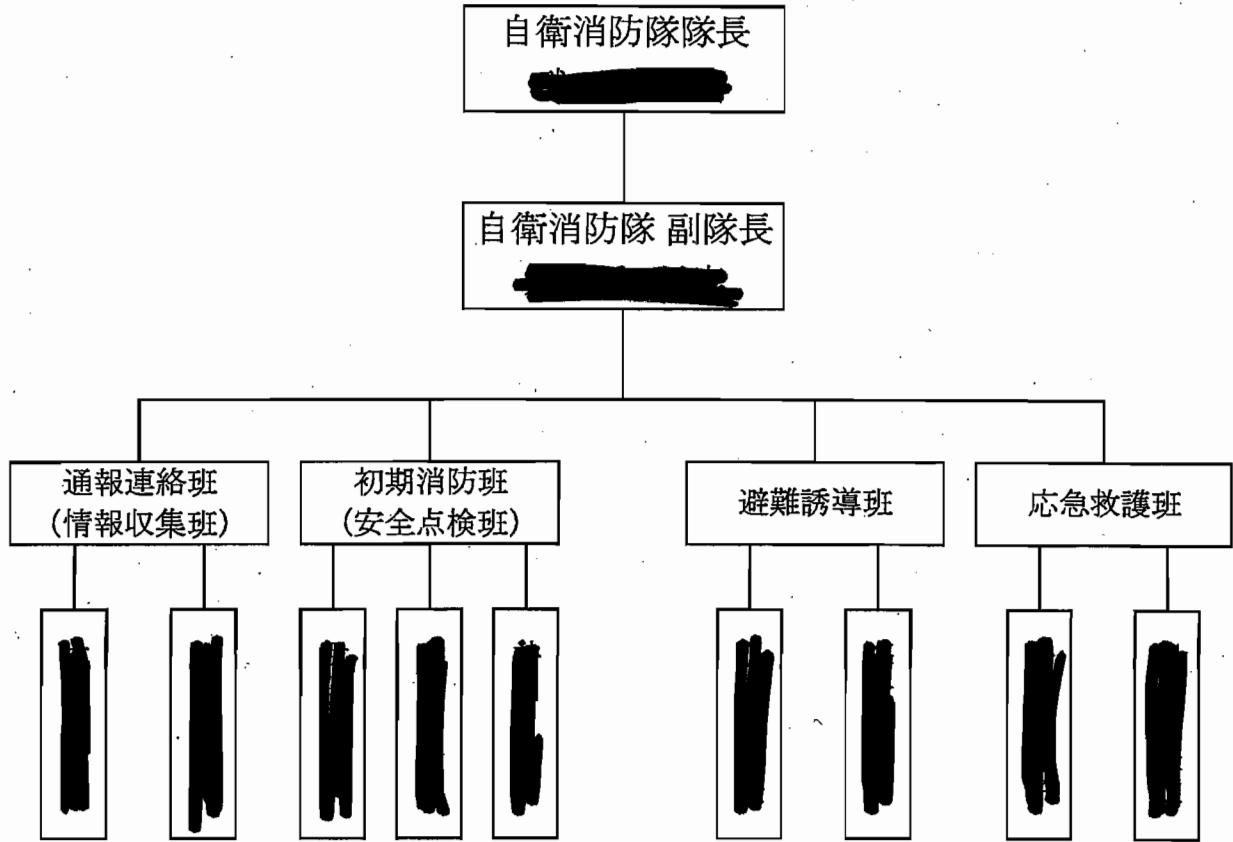 自衛消防隊隊長
自衛消防隊 副隊長
通報連絡班
(情報収集班)
初期消防班
(安全点検班)
避難誘導班
応急救護班